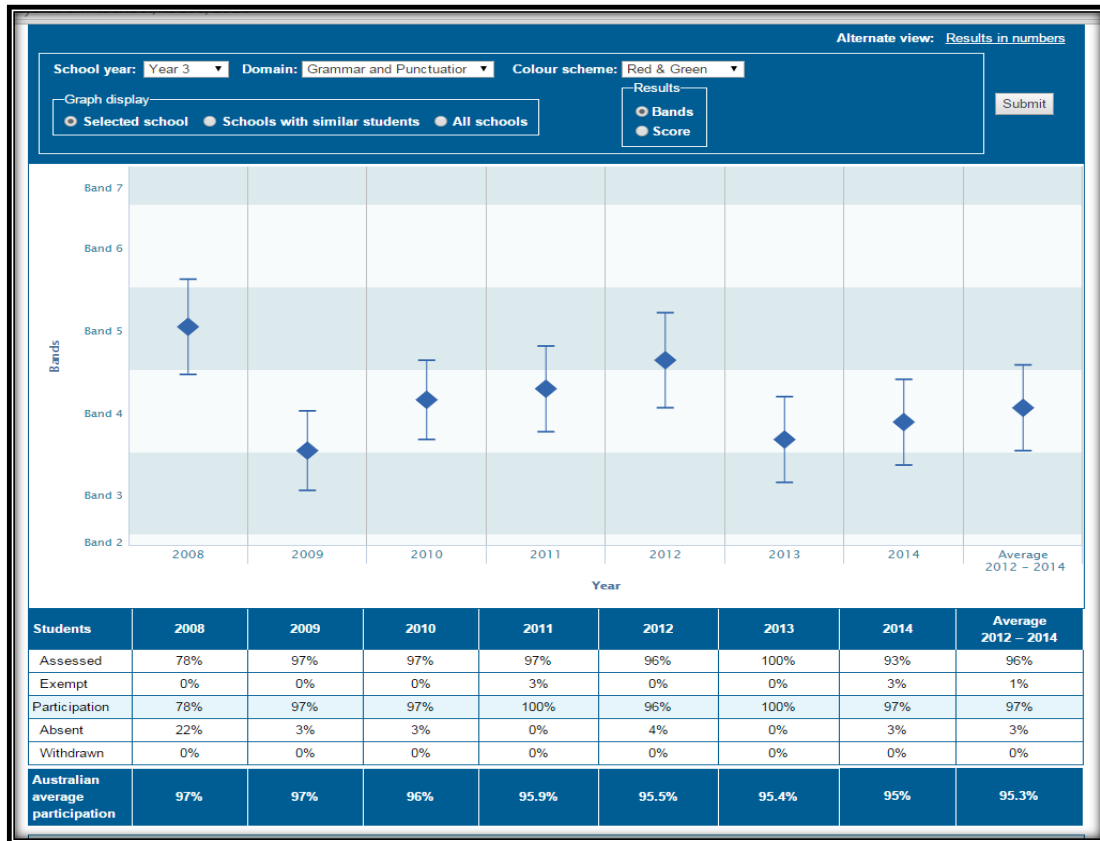 Alternate view: Results in numbers
School year: Year 3 Domain: Grammar and Punctuatior Colour scheme: Red & Green
Graph display
Selected school Schools with similar students All schools
Results
Bands
Score
Submit
Band 7
Band 6
Band 5
Band 4
Band 3
Band 2
Bands
2008 2009 2010 2011 2012 2013 2014 Average
2012 – 2014
Year
Students 2008 2009 2010 2011 2012 2013 2014 Average
2012 – 2014
Assessed 78% 97% 97% 97% 96% 100% 93% 96%
Exempt 0% 0% 0% 3% 0% 0% 3% 1%
Participation 78% 97% 97% 100% 96% 100% 97% 97%
Absent 22% 3% 3% 0% 4% 0% 3% 3%
Withdrawn 0% 0% 0% 0% 0% 0% 0% 0%
Australian
average
participation 97% 97% 96% 95.9% 95.5% 95.4% 95% 95.3%